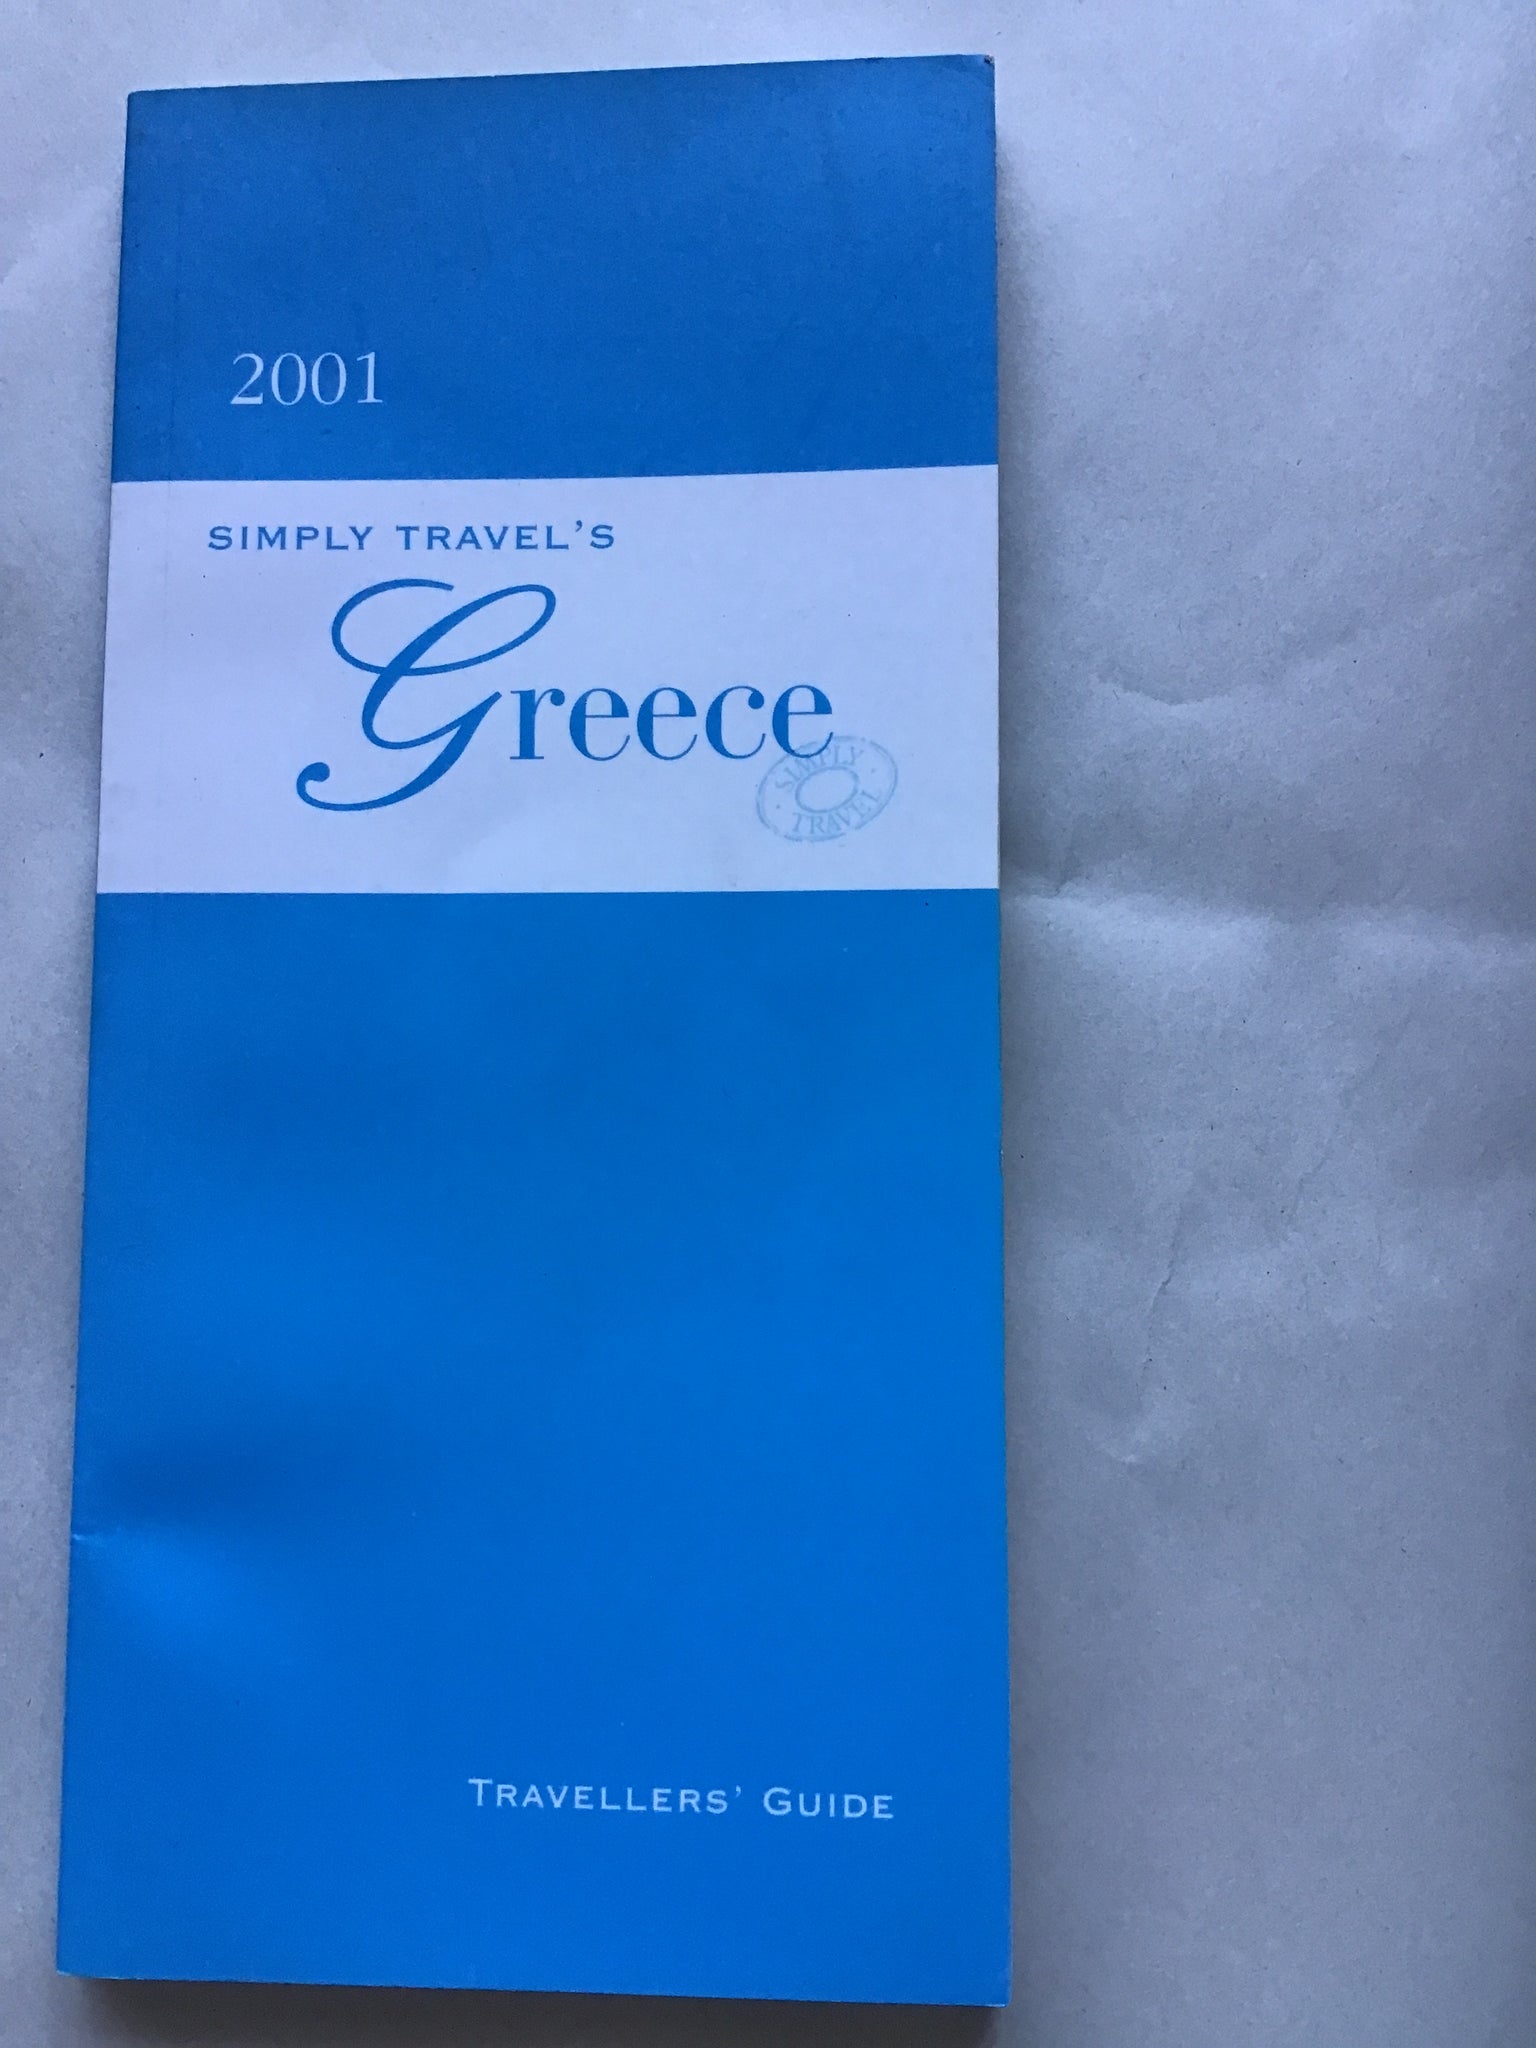 2001
SIMPLY TRAVEL'S
Greece
SIMPLY
TRAVEL
TRAVELLERS' GUIDE